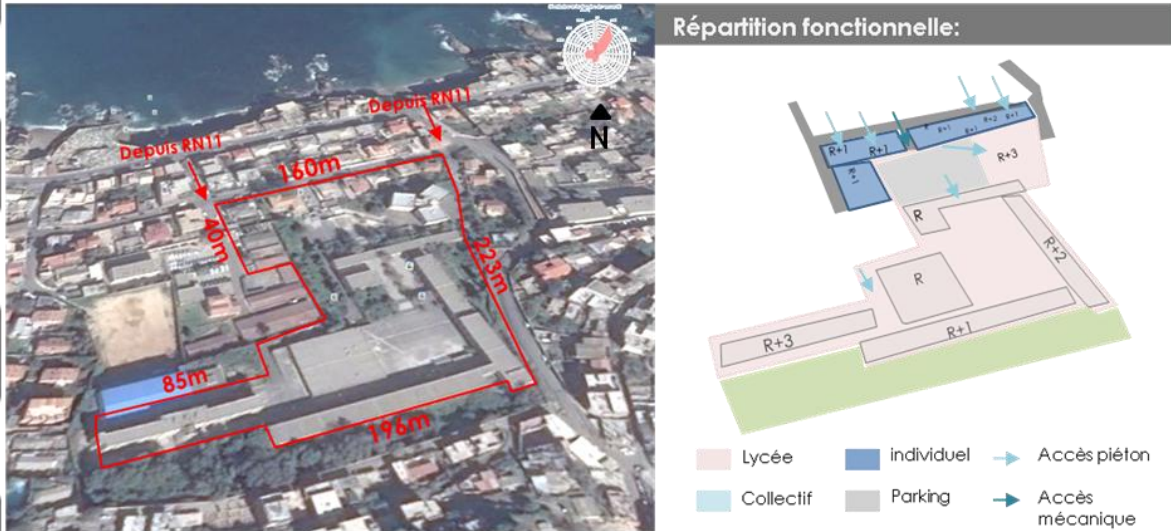 Depuis RN11
Depuis RN11
N
160m
40m
223m
85m
196m
Répartition fonctionnelle:
R+1
R+1
R+1
R+1
R+2
R+1
R+1
R+3
R
R+2
R
R+3
R+1
Lycée
individuel
Accès piéton
Collectif
Parking
Accès
mécanique